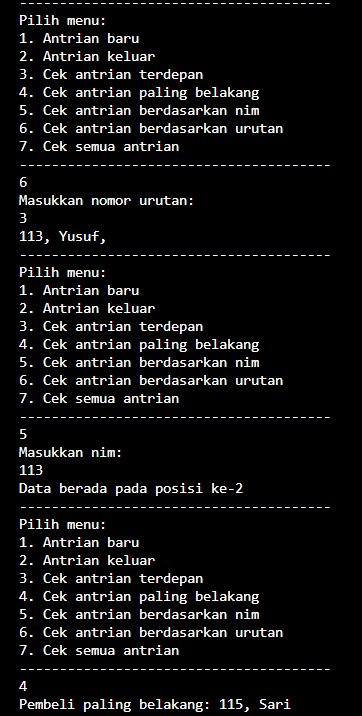 ---------------------------------------
Pilih menu:
1. Antrian baru
2. Antrian keluar
3. Cek antrian terdepan
4. Cek antrian paling belakang
5. Cek antrian berdasarkan nim
6. Cek antrian berdasarkan urutan
7. Cek semua antrian
---------------------------------------
6
Masukkan nomor urutan:
3
113, Yusuf,
---------------------------------------
Pilih menu:
1. Antrian baru
2. Antrian keluar
3. Cek antrian terdepan
4. Cek antrian paling belakang
5. Cek antrian berdasarkan nim
6. Cek antrian berdasarkan urutan
7. Cek semua antrian
---------------------------------------
5
Masukkan nim:
113
Data berada pada posisi ke-2
---------------------------------------
Pilih menu:
1. Antrian baru
2. Antrian keluar
3. Cek antrian terdepan
4. Cek antrian paling belakang
5. Cek antrian berdasarkan nim
6. Cek antrian berdasarkan urutan
7. Cek semua antrian
---------------------------------------
4
Pembeli paling belakang: 115, Sari